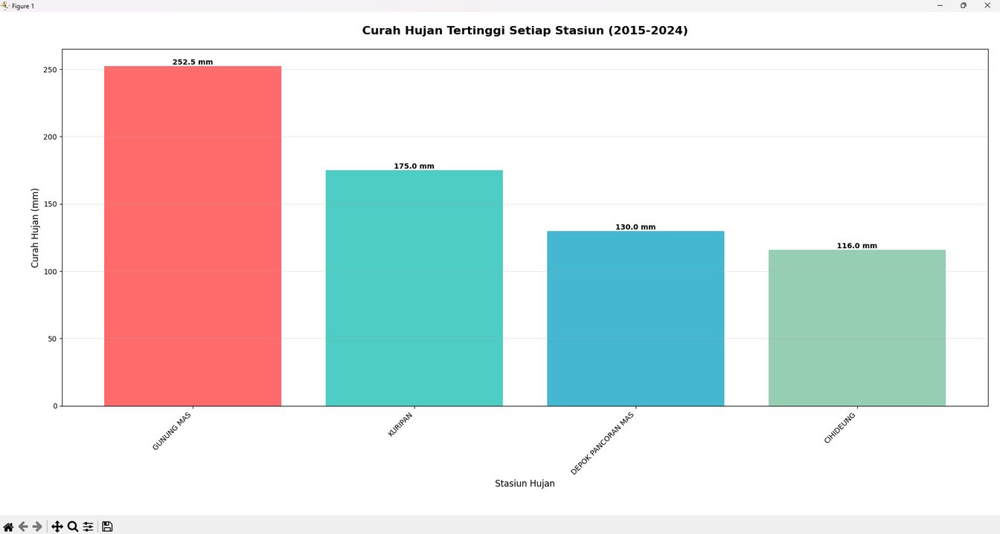 Figure 1
Curah Hujan Tertinggi Setiap Stasiun (2015-2024)
252.5 mm
175.0 mm
130.0 mm
116.0 mm
250
200
150
100
50
0
Curah Hujan (mm)
GUNUNG MAS
KURIPAN
DEPOK PANCORAN MAS
CIHIDEUNG
Stasiun Hujan